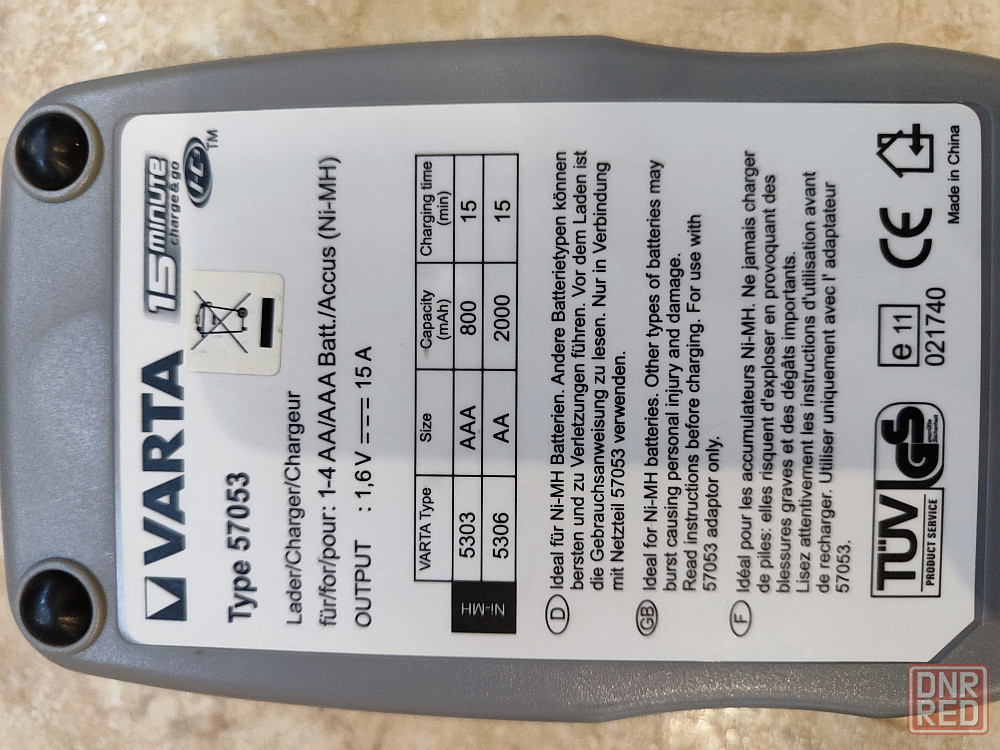 VARTA
15 MINUTE
charge & go
I-C3
TM
Type 57053
Lader/Charger/Chargeur
für/for/pour: 1-4 AA/AAA Batt./Accus (Ni-MH)
OUTPUT : 1,6 V 15 A
VARTA Type Size Capacity (mAh) Charging time (min)
Ni-MH 5303 AAA 800 15
Ni-MH 5306 AA 2000 15
D Ideal für Ni-MH Batterien. Andere Batterietypen können
bersten und zu Verletzungen führen. Vor dem Laden ist
die Gebrauchsanweisung zu lesen. Nur in Verbindung
mit Netzteil 57053 verwenden.
GB Ideal for Ni-MH batteries. Other types of batteries may
burst causing personal injury and damage.
Read instructions before charging. For use with
57053 adaptor only.
F Idéal pour les accumulateurs Ni-MH. Ne jamais charger
de piles: elles risquent d'exploser en provoquant des
blessures graves et des dégâts importants.
Lisez attentivement les instructions d'utilisation avant
de recharger. Utiliser uniquement avec l' adaptateur
57053.
TÜV
PRODUCT SERVICE
GS
geprüfte
Sicherheit
e 11
021740
CE
Made in China
DNR
RED